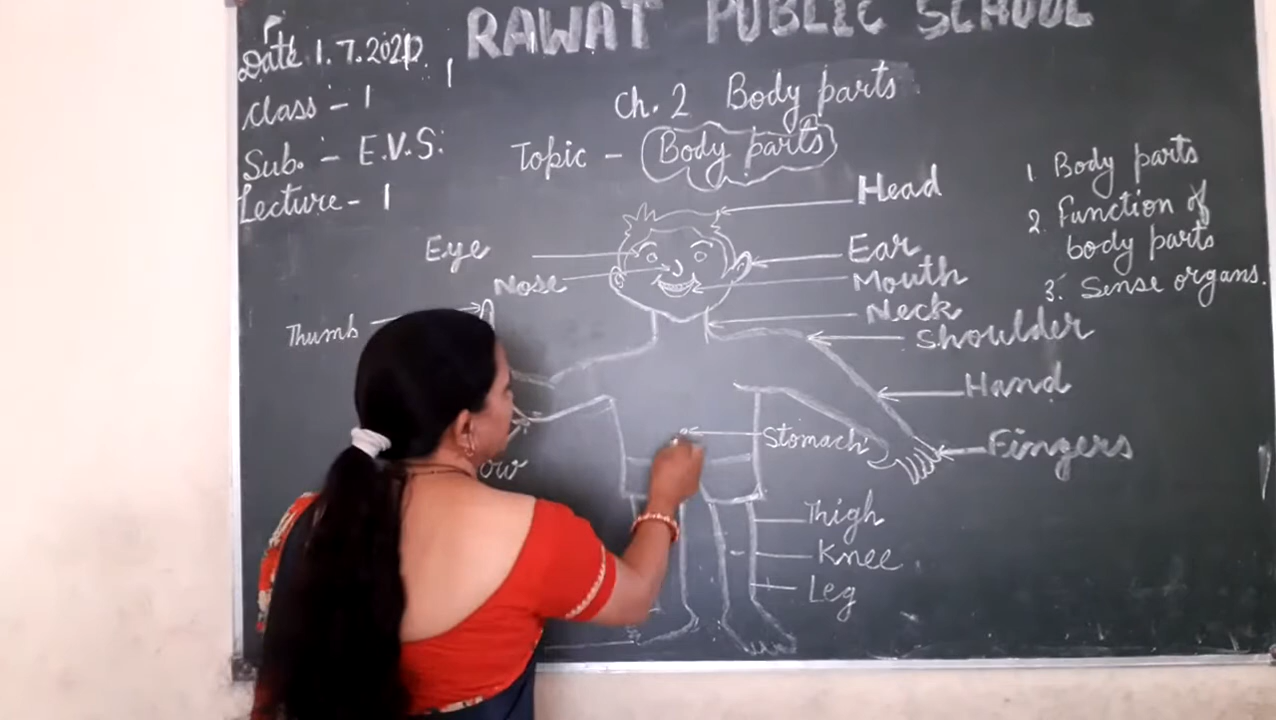 RAWAT PUBLIC SCHOOL
Date 1.7.2021
Class - 1
Sub. - E.V.S.
Lecture - 1
Ch. 2 Body parts
Topic - Body parts
Head
Eye
Ear
Nose
Mouth
Neck
Thumb
Shoulder
Hand
Stomach
Fingers
ow
Thigh
Knee
Leg
1 Body parts
2. Function of
body parts
3. Sense organs.